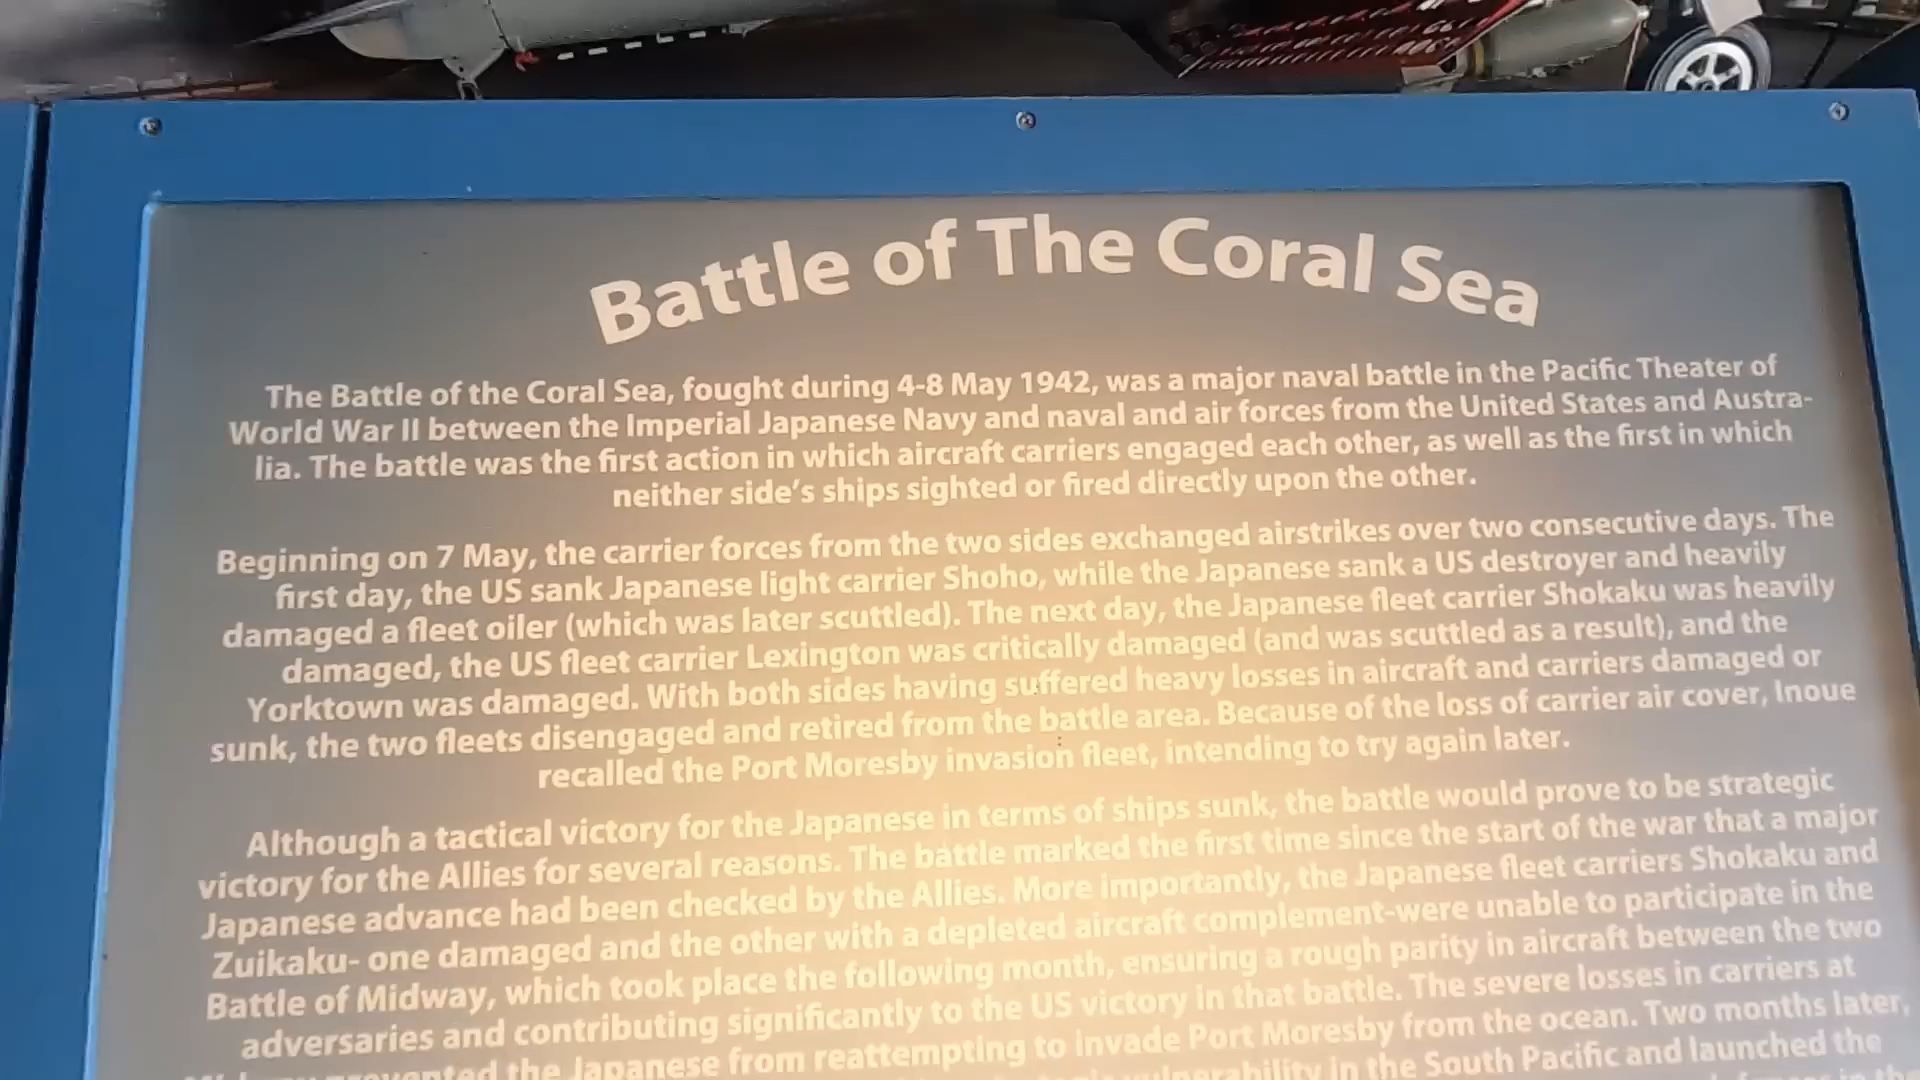 Battle of The Coral Sea
The Battle of the Coral Sea, fought during 4-8 May 1942, was a major naval battle in the Pacific Theater of
World War II between the Imperial Japanese Navy and naval and air forces from the United States and Austra-
lia. The battle was the first action in which aircraft carriers engaged each other, as well as the first in which
neither side's ships sighted or fired directly upon the other.
Beginning on 7 May, the carrier forces from the two sides exchanged airstrikes over two consecutive days. The
first day, the US sank Japanese light carrier Shoho, while the Japanese sank a US destroyer and heavily
damaged a fleet oiler (which was later scuttled). The next day, the Japanese fleet carrier Shokaku was heavily
damaged, the US fleet carrier Lexington was critically damaged (and was scuttled as a result), and the
Yorktown was damaged. With both sides having suffered heavy losses in aircraft and carriers damaged or
sunk, the two fleets disengaged and retired from the battle area. Because of the loss of carrier air cover, Inoue
recalled the Port Moresby invasion fleet, intending to try again later.
Although a tactical victory for the Japanese in terms of ships sunk, the battle would prove to be strategic
victory for the Allies for several reasons. The battle marked the first time since the start of the war that a major
Japanese advance had been checked by the Allies. More importantly, the Japanese fleet carriers Shokaku and
Zuikaku- one damaged and the other with a depleted aircraft complement-were unable to participate in the
Battle of Midway, which took place the following month, ensuring a rough parity in aircraft between the two
adversaries and contributing significantly to the US victory in that battle. The severe losses in carriers at
prevented the Japanese from reattempting to invade Port Moresby from the ocean. Two months later,
vulnerability in the South Pacific and launched the